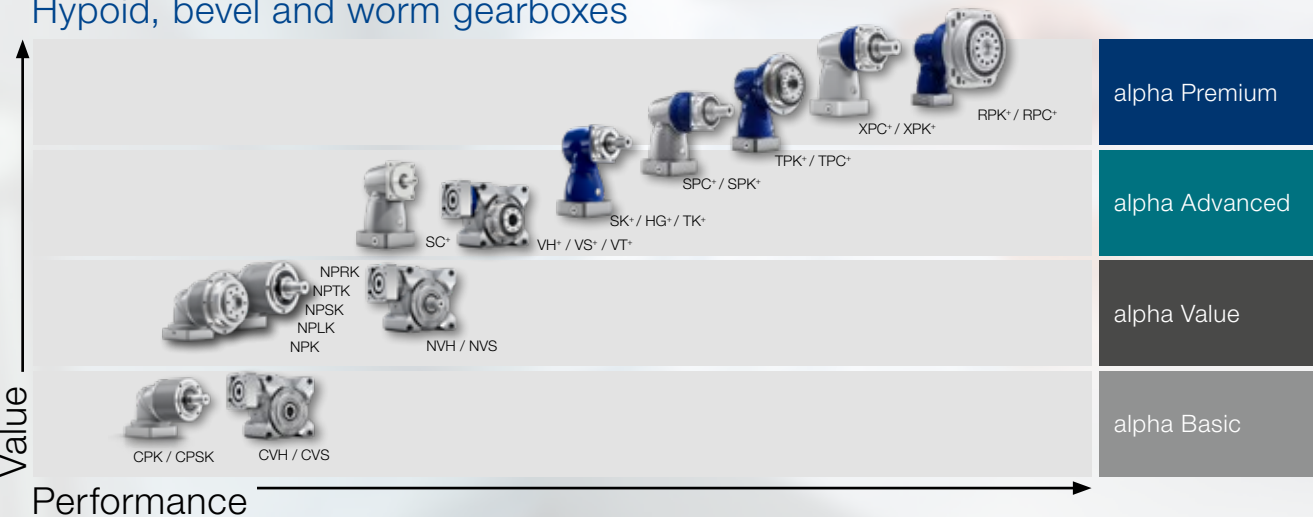 Hypoid, bevel and worm gearboxes
alpha Premium
RPK⁺ / RPC⁺
XPC⁺ / XPK⁺
TPK⁺ / TPC⁺
SPC⁺ / SPK⁺
alpha Advanced
SK⁺ / HG⁺ / TK⁺
SC⁺
VH⁺ / VS⁺ / VT⁺
NPRK
NPTK
NPSK
NPLK
NPK
NVH / NVS
alpha Value
alpha Basic
CPK / CPSK
CVH / CVS
Value
Performance